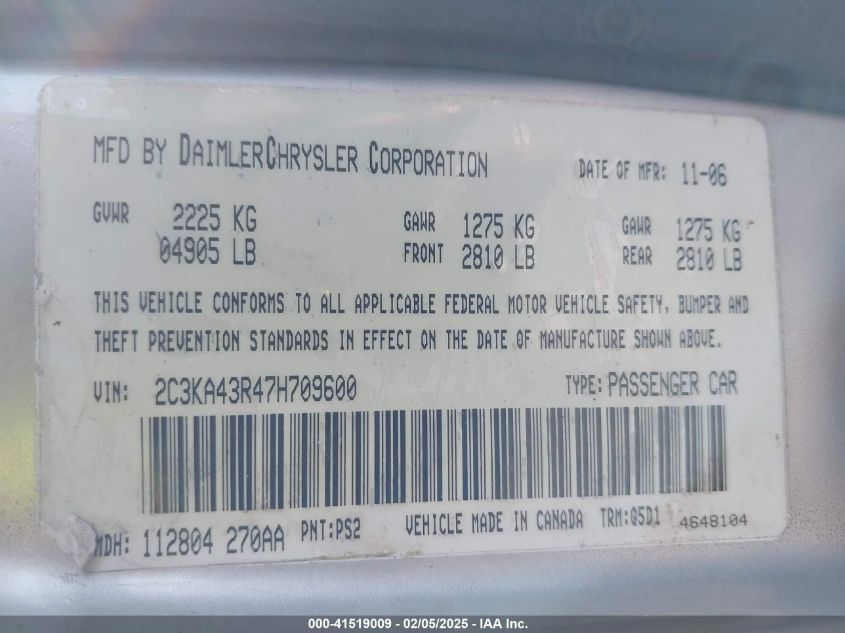 MFD BY DAIMLERCHRYSLER CORPORATION DATE OF MFR: 11-06
GVWR 2225 KG GAWR 1275 KG GAWR 1275 KG
04905 LB FRONT 2810 LB REAR 2810 LB
THIS VEHICLE CONFORMS TO ALL APPLICABLE FEDERAL MOTOR VEHICLE SAFETY, BUMPER AND
THEFT PREVENTION STANDARDS IN EFFECT ON THE DATE OF MANUFACTURE SHOWN ABOVE.
VIN: 2C3KA43R47H709600 TYPE: PASSENGER CAR
MDH: 112804 270AA PNT:PS2 VEHICLE MADE IN CANADA TRM:Q5D1 4648104
000-41519009 — 02/05/2025 — IAA Inc.